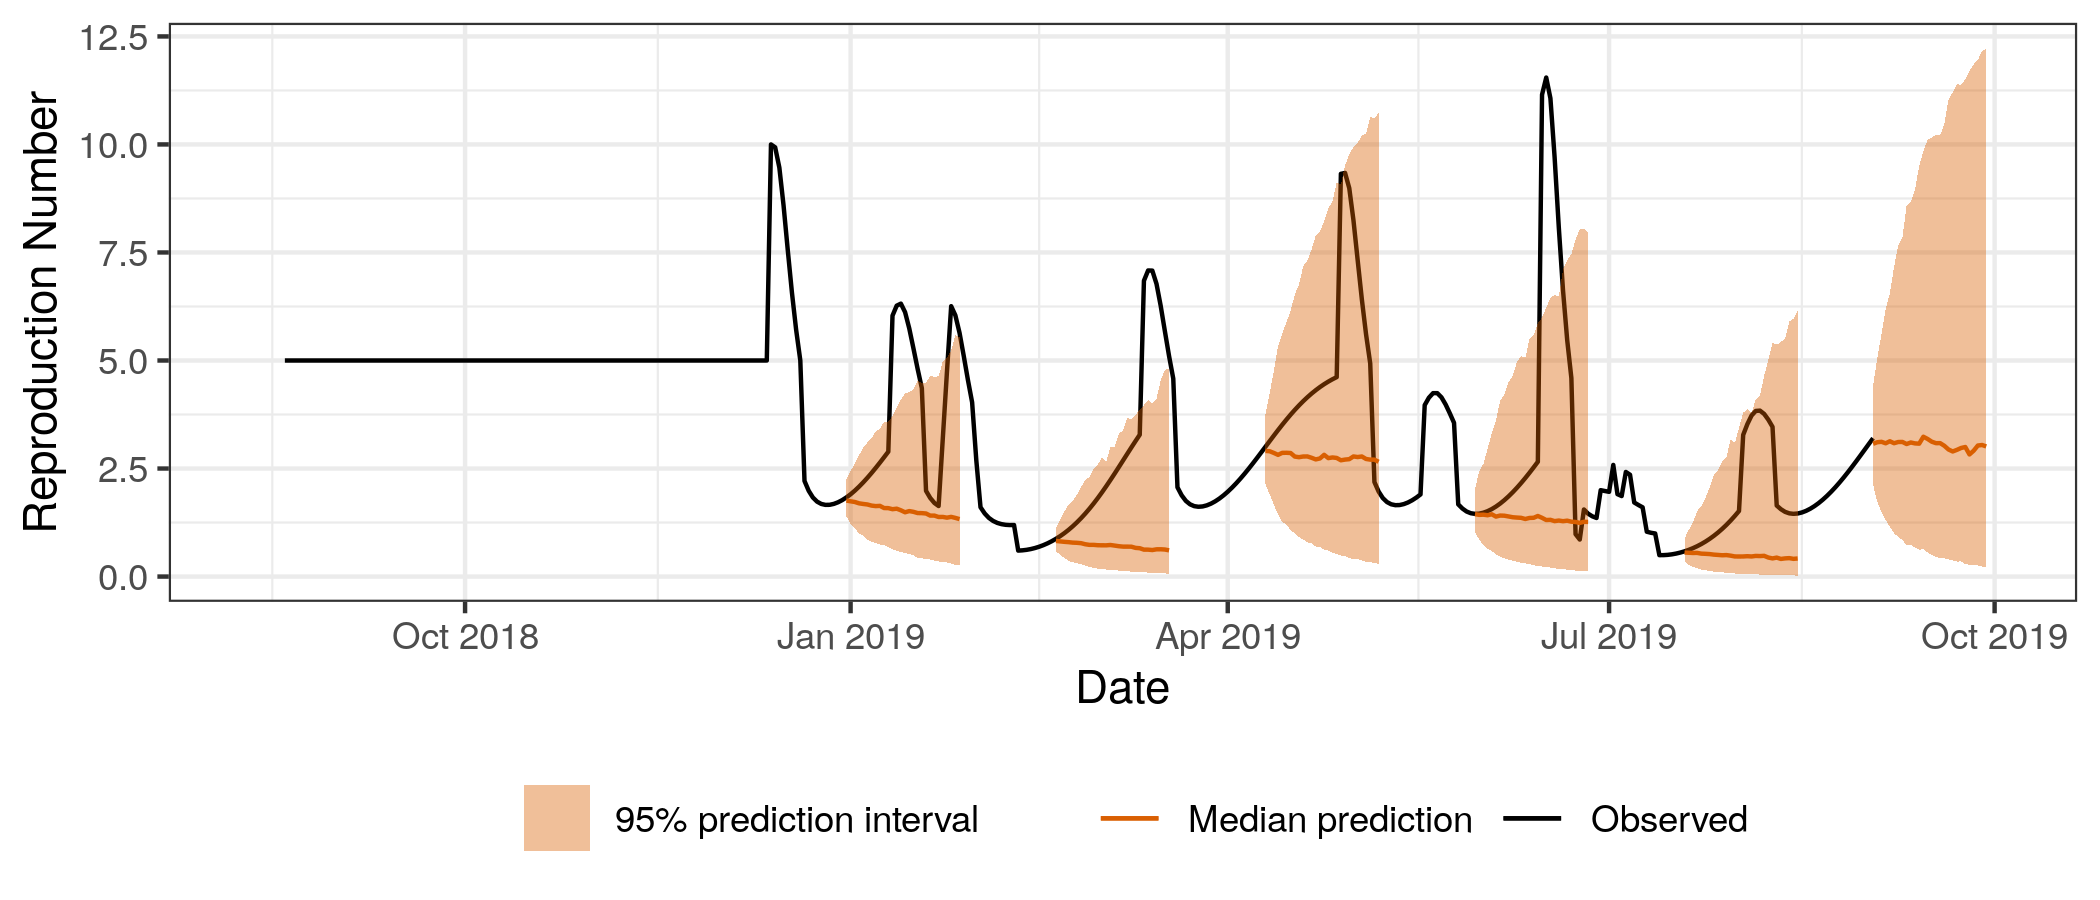 12.5
10.0
7.5
5.0
2.5
0.0
Reproduction Number
Oct 2018 Jan 2019 Apr 2019 Jul 2019 Oct 2019
Date
95% prediction interval Median prediction Observed